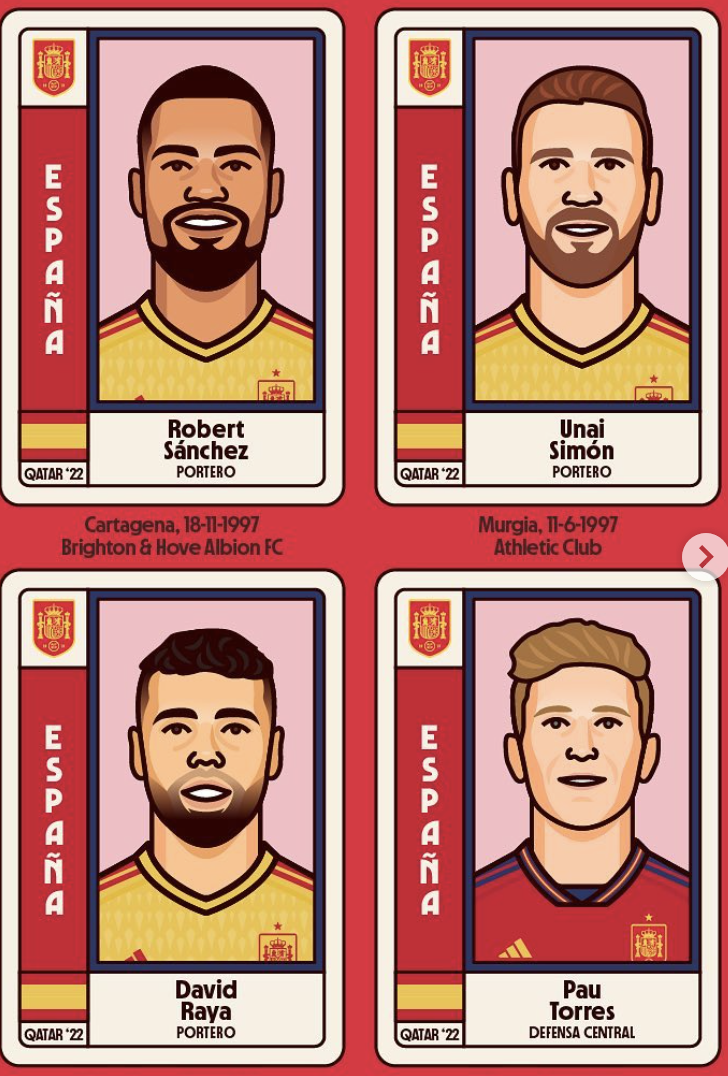 ESPAÑA
Robert
Sánchez
PORTERO
QATAR ‘22
Cartagena, 18-11-1997
Brighton & Hove Albion FC
ESPAÑA
Unai
Simón
PORTERO
QATAR ‘22
Murgia, 11-6-1997
Athletic Club
ESPAÑA
David
Raya
PORTERO
QATAR ‘22
ESPAÑA
Pau
Torres
DEFENSA CENTRAL
QATAR ‘22